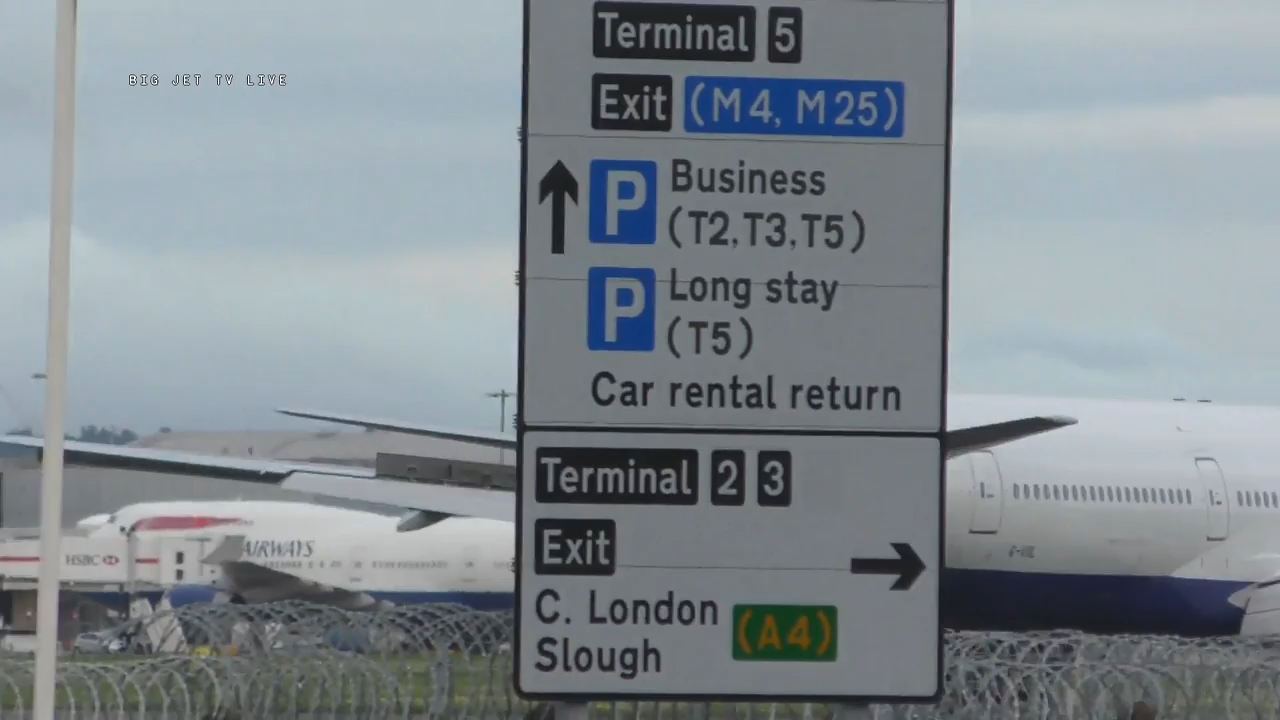 BIG JET TV LIVE
Terminal 5
Exit (M4, M25)
P Business
(T2, T3, T5)
P Long stay
(T5)
Car rental return
Terminal 2 3
Exit
C. London
Slough
(A4)
HSBC
AIRWAYS